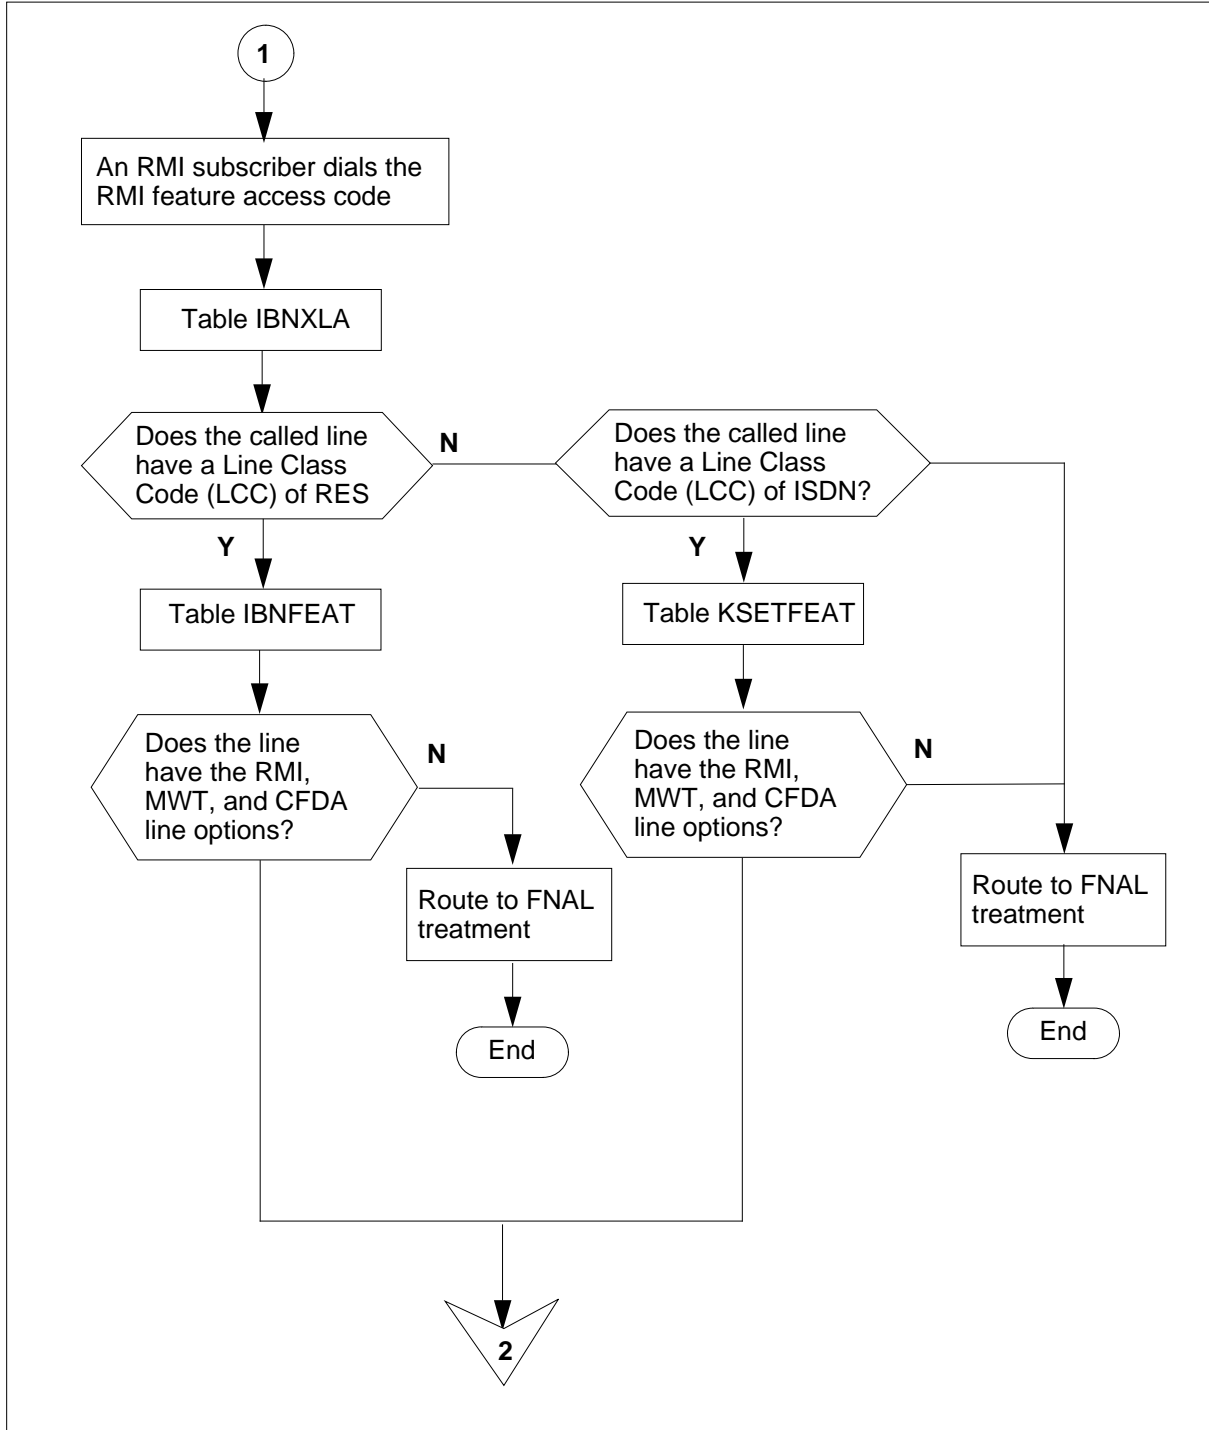 1
An RMI subscriber dials the
RMI feature access code
Table IBNXLA
Does the called line
have a Line Class
Code (LCC) of RES
N
Does the called line
have a Line Class
Code (LCC) of ISDN?
Y
Y
Table IBNFEAT
Table KSETFEAT
Does the line
have the RMI,
MWT, and CFDA
line options?
N
Does the line
have the RMI,
MWT, and CFDA
line options?
N
Route to FNAL
treatment
Route to FNAL
treatment
End
End
2